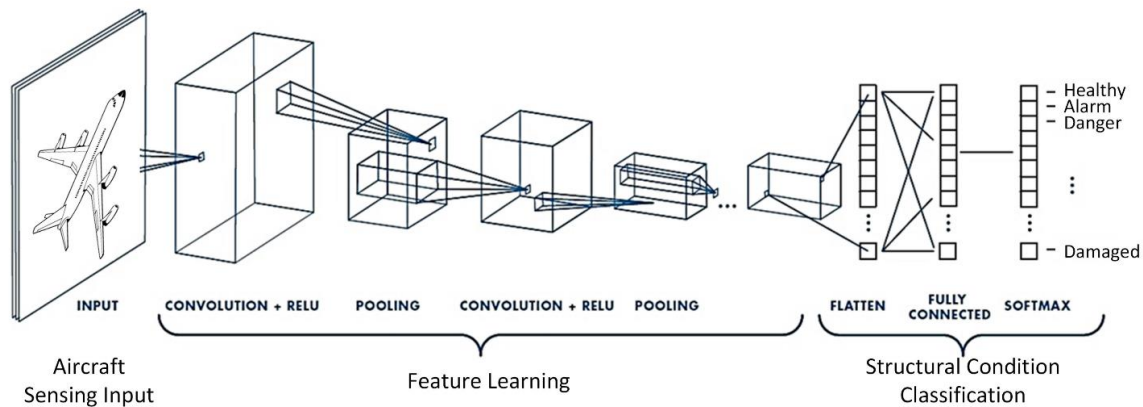 Healthy
Alarm
Danger
Damaged
INPUT
CONVOLUTION + RELU
POOLING
CONVOLUTION + RELU
POOLING
FLATTEN
FULLY
CONNECTED
SOFTMAX
Aircraft
Sensing Input
Feature Learning
Structural Condition
Classification